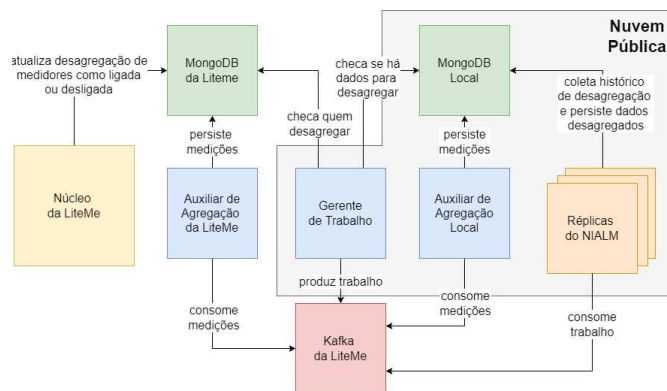 Nuvem
Pública
atualiza desagregação de
medidores como ligada
ou desligada
MongoDB
da Liteme
checa se há
dados para
desagregar
MongoDB
Local
coleta histórico
de desagregação
e persiste dados
desagregados
persiste
medições
checa quem
desagregar
persiste
medições
Núcleo
da LiteMe
Auxiliar de
Agregação
da LiteMe
Gerente
de Trabalho
Auxiliar de
Agregação
Local
Réplicas
do NIALM
produz trabalho
consome
medições
consome
medições
consome
trabalho
Kafka
da LiteMe